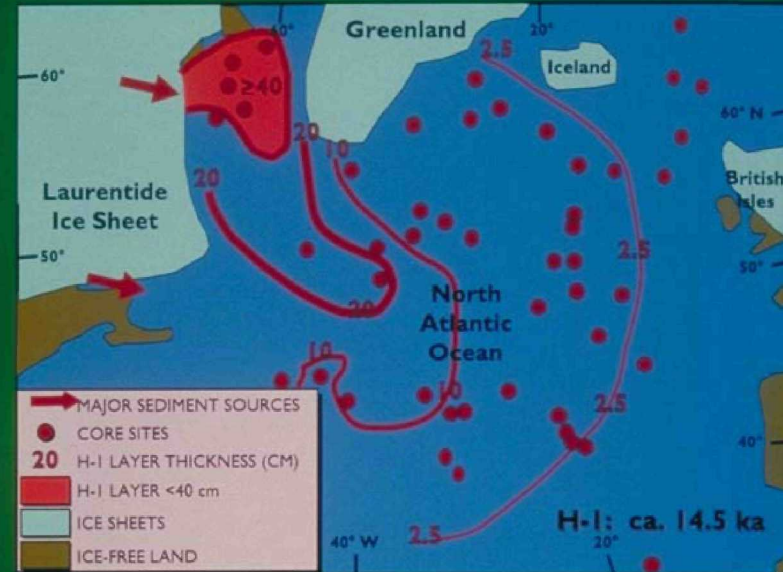 60°
20°
Greenland
2.5
Iceland
60°
≥40
60° N
20
10
20
Laurentide
Ice Sheet
British
Isles
50°
2.5
50°
North
Atlantic
Ocean
20
10
10
2.5
MAJOR SEDIMENT SOURCES
CORE SITES
20 H-1 LAYER THICKNESS (CM)
H-1 LAYER <40 cm
ICE SHEETS
ICE-FREE LAND
40°
H-1: ca. 14.5 ka
2.5
40° W
20°